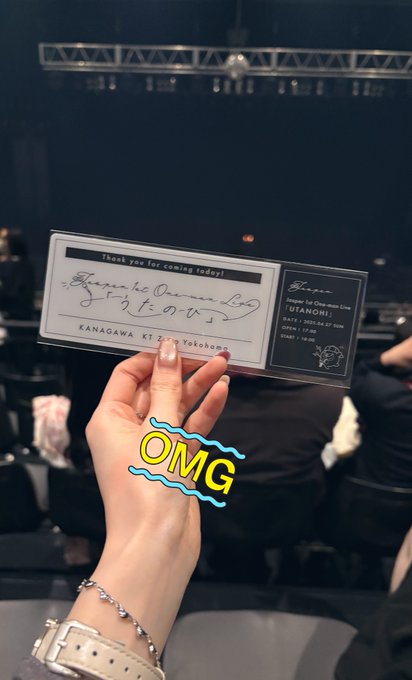 Thank you for coming today!
Jasper 1st One-man Live
「うたのひ」
KANAGAWA KT Zepp Yokohama
Jasper
Jasper 1st One-man Live
「UTANOHI」
DATE : 2025.04.27 SUN
OPEN : 17:00
START : 18:00
OMG